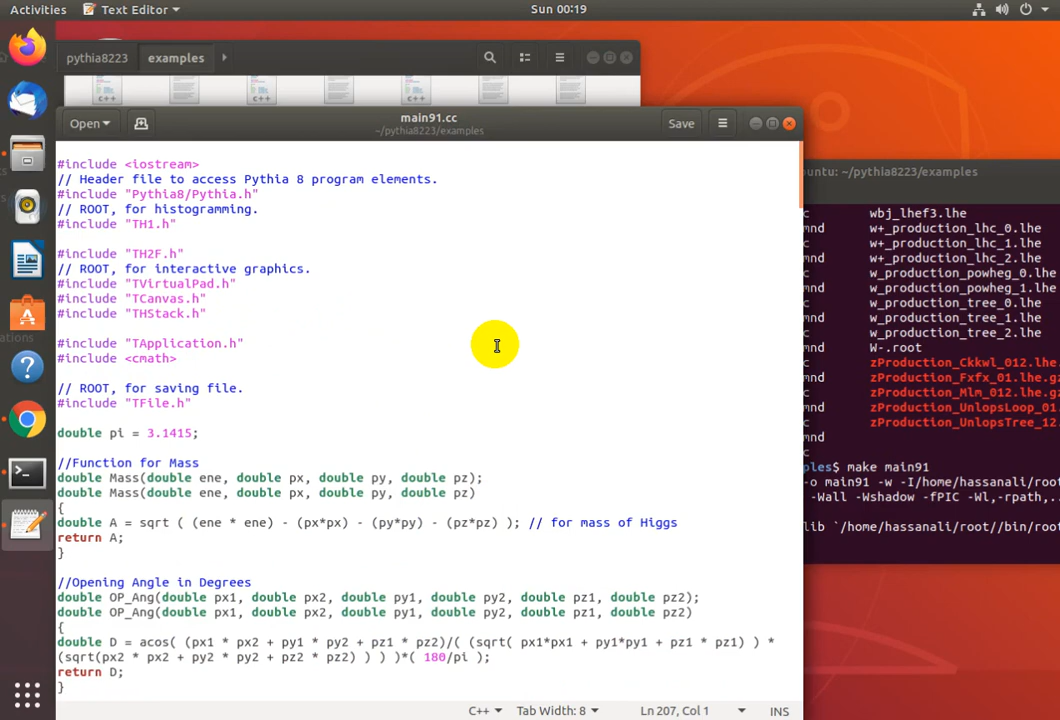 Activities
Text Editor
Sun 00:19
pythia8223
examples
Open
main91.cc
~/pythia8223/examples
Save
#include <iostream>
// Header file to access Pythia 8 program elements.
#include "Pythia8/Pythia.h"
// ROOT, for histogramming.
#include "TH1.h"
#include "TH2F.h"
// ROOT, for interactive graphics.
#include "TVirtualPad.h"
#include "TCanvas.h"
#include "THStack.h"
#include "TApplication.h"
#include <cmath>
// ROOT, for saving file.
#include "TFile.h"
double pi = 3.1415;
//Function for Mass
double Mass(double ene, double px, double py, double pz);
double Mass(double ene, double px, double py, double pz)
{
double A = sqrt ( (ene * ene) - (px*px) - (py*py) - (pz*pz) ); // for mass of Higgs
return A;
}
//Opening Angle in Degrees
double OP_Ang(double px1, double px2, double py1, double py2, double pz1, double pz2);
double OP_Ang(double px1, double px2, double py1, double py2, double pz1, double pz2)
{
double D = acos( (px1 * px2 + py1 * py2 + pz1 * pz2)/( (sqrt( px1*px1 + py1*py1 + pz1 * pz1) ) *
(sqrt(px2 * px2 + py2 * py2 + pz2 * pz2) ) ) )*( 180/pi );
return D;
}
C++
Tab Width: 8
Ln 207, Col 1
INS
ubuntu: ~/pythia8223/examples
c wbj_lhef3.lhe
mnd w+_production_lhc_0.lhe
c w+_production_lhc_1.lhe
mnd w+_production_lhc_2.lhe
c w_production_powheg_0.lhe
mnd w_production_powheg_1.lhe
c w_production_tree_0.lhe
mnd w_production_tree_1.lhe
c w_production_tree_2.lhe
mnd W-.root
c zProduction_Ckkwl_012.lhe.
mnd zProduction_Fxfx_01.lhe.gz
c zProduction_Mlm_012.lhe.gz
mnd zProduction_UnlopsLoop_01
c zProduction_UnlopsTree_12.
mnd
c
ples$ make main91
-o main91 -w -I/home/hassanali/root
-Wall -Wshadow -fPIC -Wl,-rpath,..
lib `/home/hassanali/root//bin/root